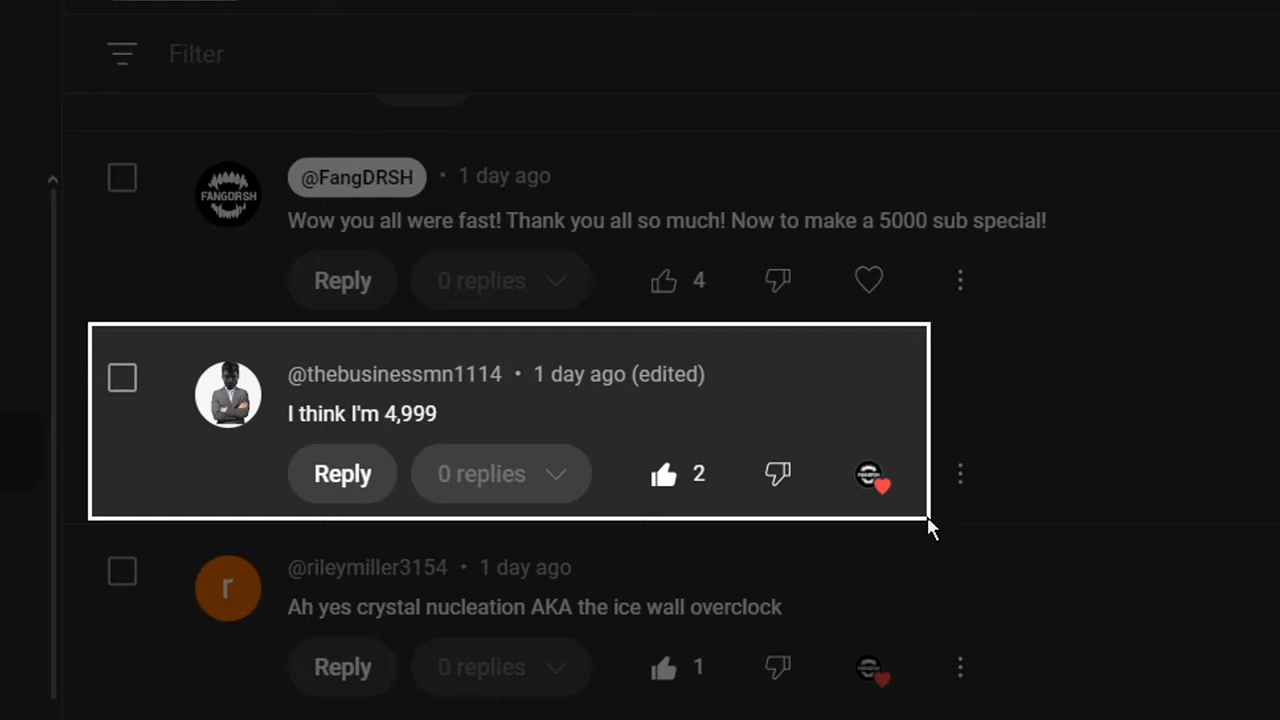 Filter
FANGDRSH
@FangDRSH • 1 day ago
Wow you all were fast! Thank you all so much! Now to make a 5000 sub special!
Reply 0 replies 4
@thebusinessmn1114 • 1 day ago (edited)
I think I'm 4,999
Reply 0 replies 2
r
@rileymiller3154 • 1 day ago
Ah yes crystal nucleation AKA the ice wall overclock
Reply 0 replies 1